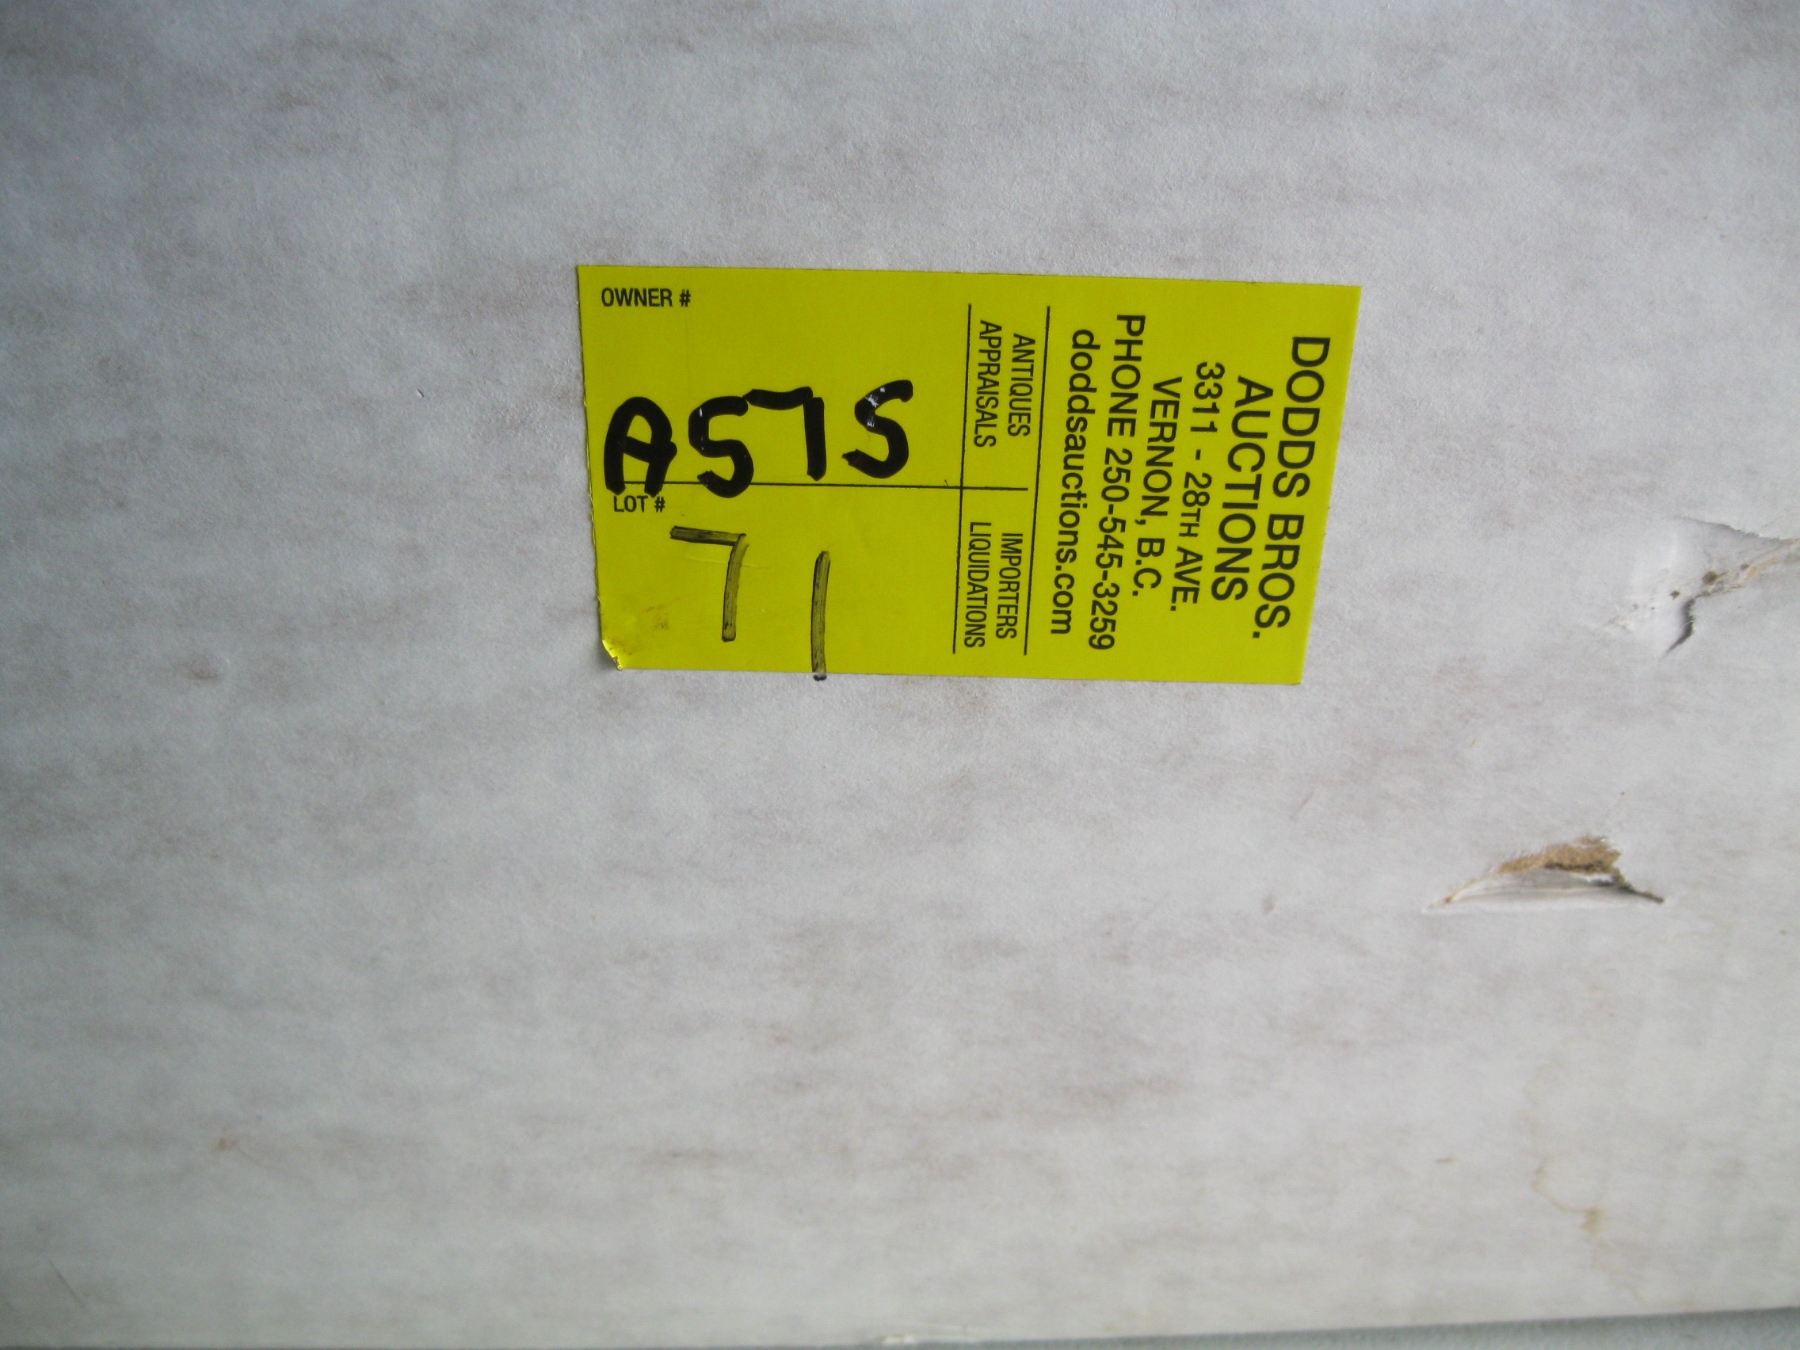 DODDS BROS.
AUCTIONS
3311 - 28TH AVE.
VERNON, B.C.
PHONE 250-545-3259
doddsauctions.com
ANTIQUES
APPRAISALS
IMPORTERS
LIQUIDATIONS
OWNER #
A575
LOT #
71